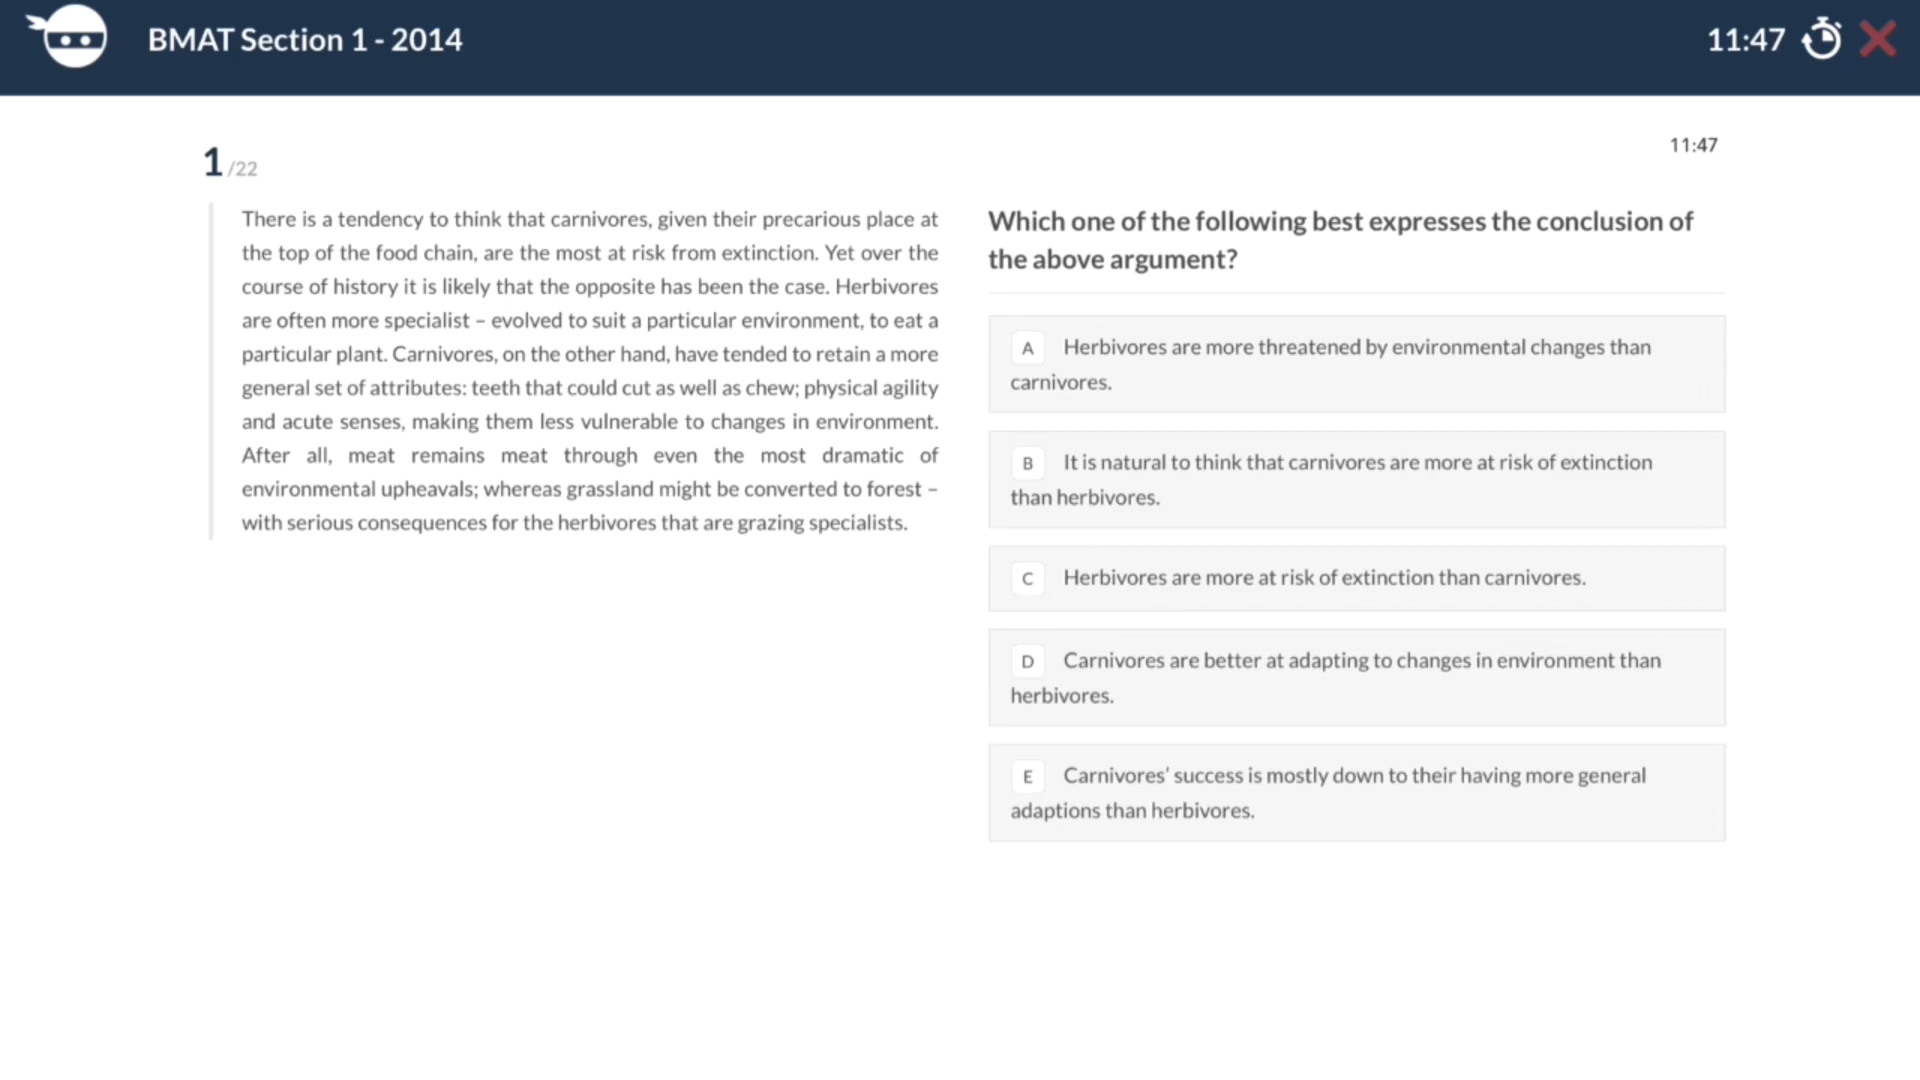 BMAT Section 1 - 2014
11:47
11:47
1 /22
There is a tendency to think that carnivores, given their precarious place at
the top of the food chain, are the most at risk from extinction. Yet over the
course of history it is likely that the opposite has been the case. Herbivores
are often more specialist – evolved to suit a particular environment, to eat a
particular plant. Carnivores, on the other hand, have tended to retain a more
general set of attributes: teeth that could cut as well as chew; physical agility
and acute senses, making them less vulnerable to changes in environment.
After all, meat remains meat through even the most dramatic of
environmental upheavals; whereas grassland might be converted to forest –
with serious consequences for the herbivores that are grazing specialists.
Which one of the following best expresses the conclusion of
the above argument?
A Herbivores are more threatened by environmental changes than
carnivores.
B It is natural to think that carnivores are more at risk of extinction
than herbivores.
C Herbivores are more at risk of extinction than carnivores.
D Carnivores are better at adapting to changes in environment than
herbivores.
E Carnivores' success is mostly down to their having more general
adaptions than herbivores.